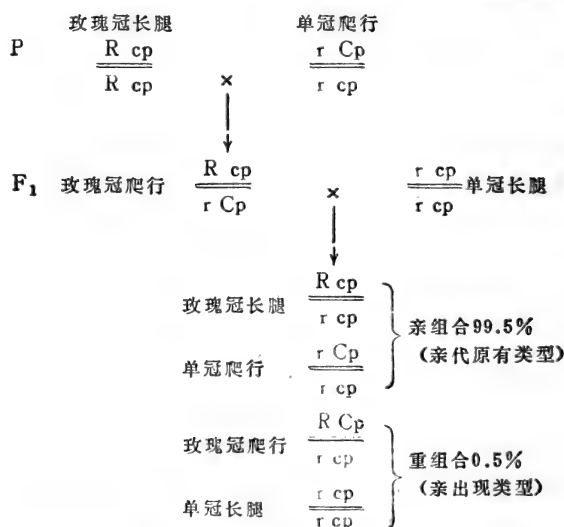 玫瑰冠长腿 单冠爬行
P R cp r Cp
R cp × r cp
F₁ 玫瑰冠爬行 R cp × r cp 单冠长腿
r Cp r cp
R cp
玫瑰冠长腿 r cp
亲组合99.5%
(亲代原有类型)
r Cp
单冠爬行 r cp
R Cp
玫瑰冠爬行 r cp
重组合0.5%
(亲出现类型)
r cp
单冠长腿 r cp